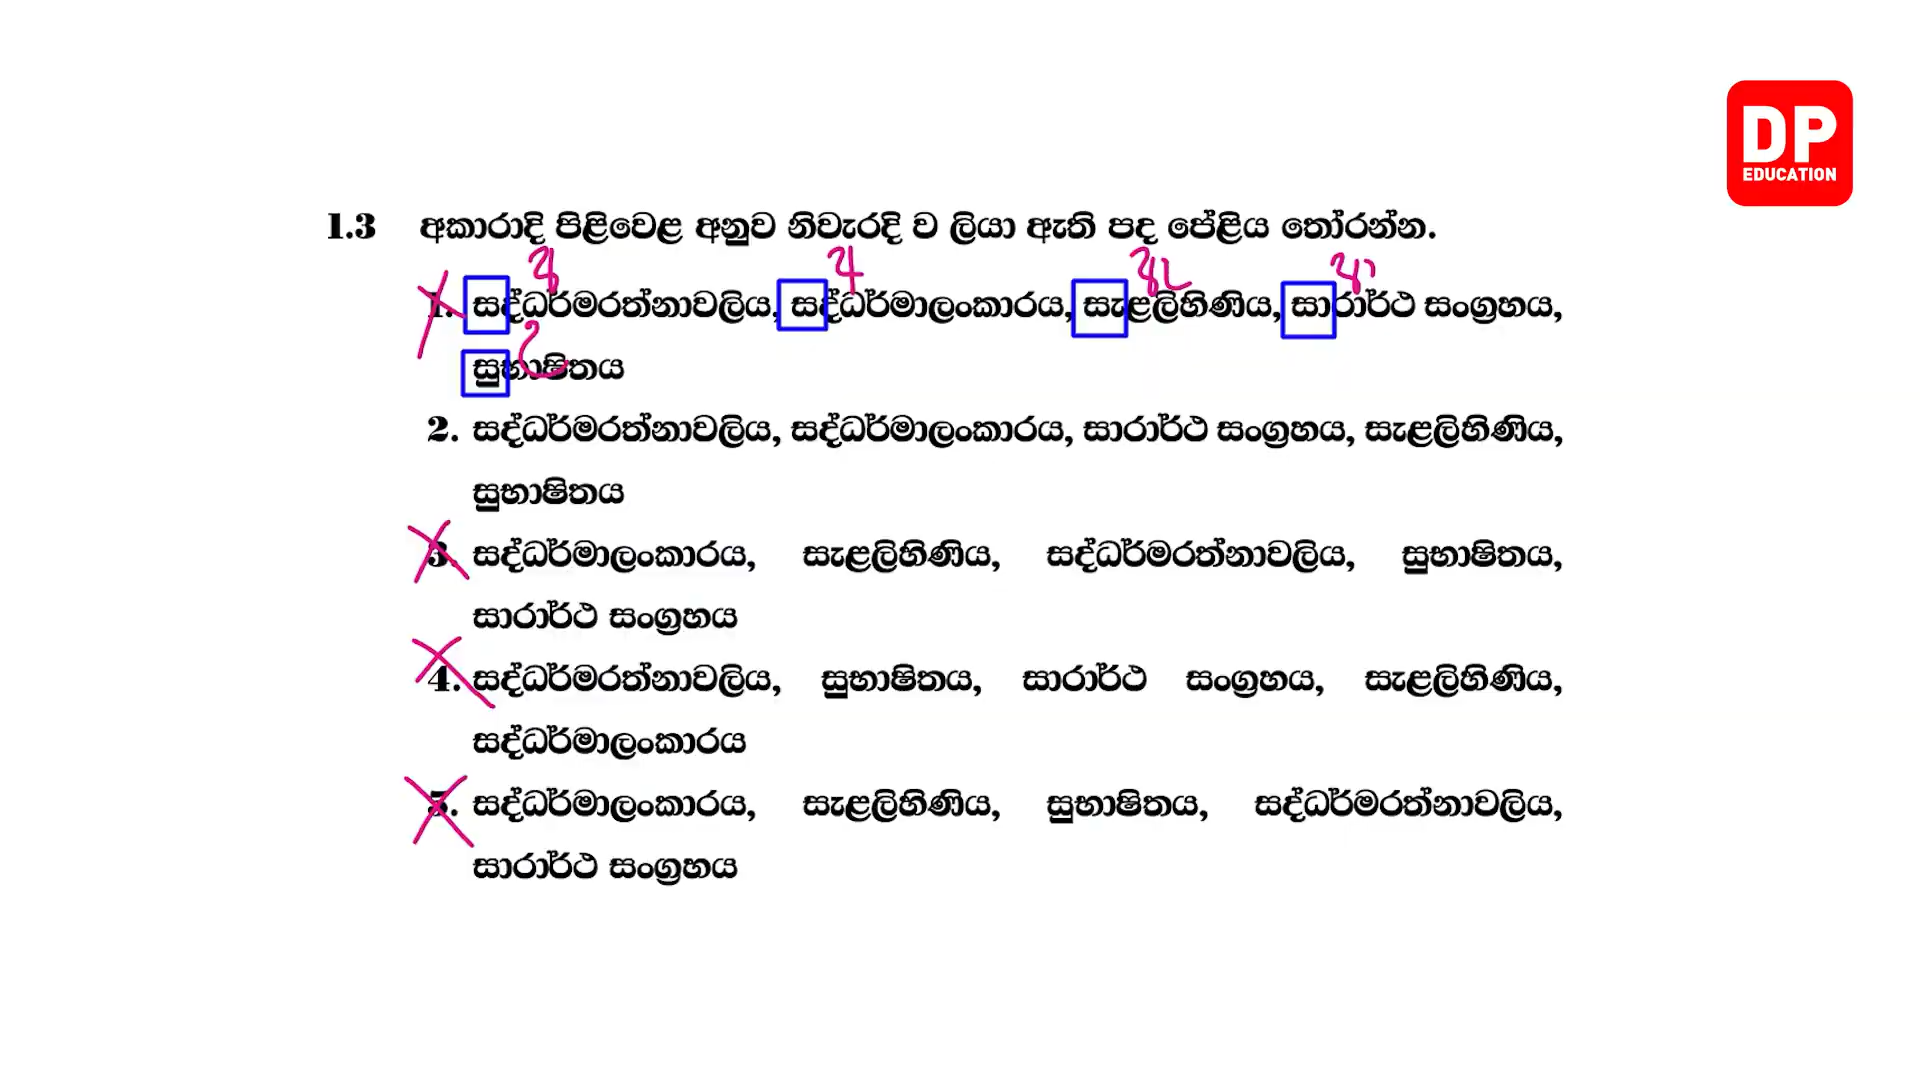 DP
EDUCATION
1.3 අකාරාදි පිළිවෙළ අනුව නිවැරදි ව ලියා ඇති පද පේළිය තෝරන්න.
අ අ ඇ ආ
1. සද්ධර්මරත්නාවලිය, සද්ධර්මාලංකාරය, සැළලිහිණිය, සාරාර්ථ සංග්‍රහය,
උ
සුභාෂිතය
2. සද්ධර්මරත්නාවලිය, සද්ධර්මාලංකාරය, සාරාර්ථ සංග්‍රහය, සැළලිහිණිය,
සුභාෂිතය
3. සද්ධර්මාලංකාරය, සැළලිහිණිය, සද්ධර්මරත්නාවලිය, සුභාෂිතය,
සාරාර්ථ සංග්‍රහය
4. සද්ධර්මරත්නාවලිය, සුභාෂිතය, සාරාර්ථ සංග්‍රහය, සැළලිහිණිය,
සද්ධර්මාලංකාරය
5. සද්ධර්මාලංකාරය, සැළලිහිණිය, සුභාෂිතය, සද්ධර්මරත්නාවලිය,
සාරාර්ථ සංග්‍රහය